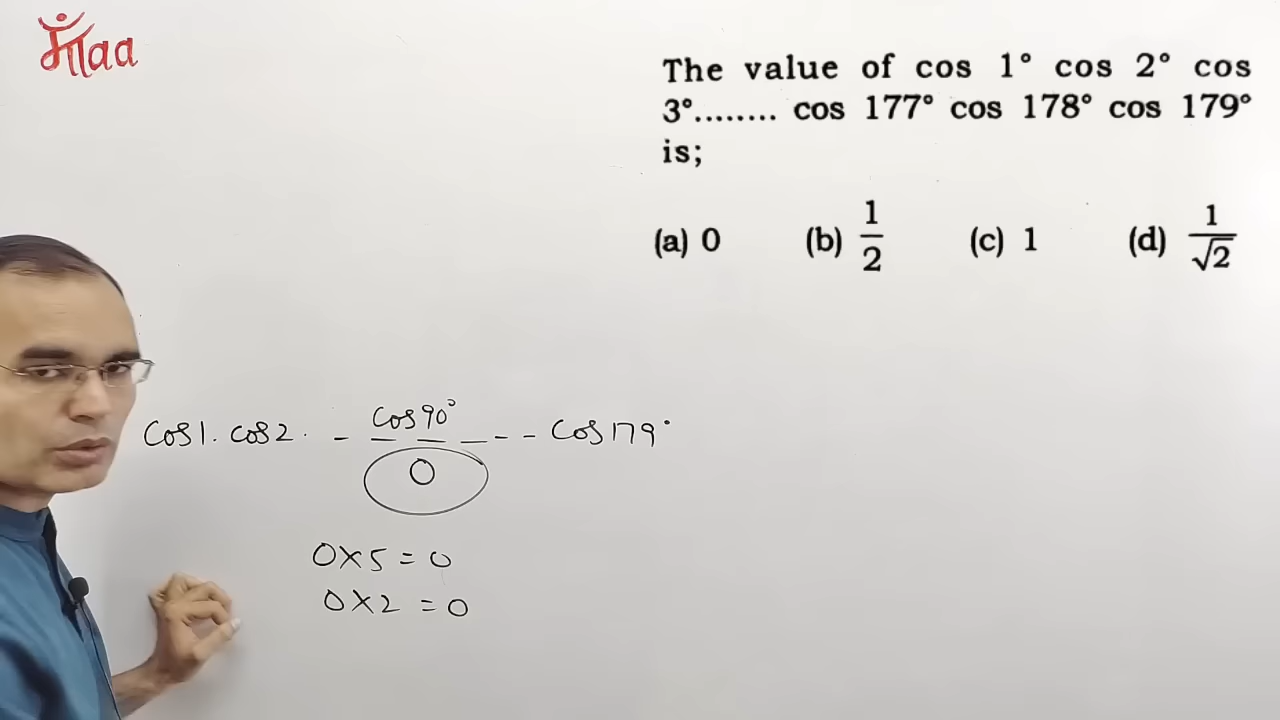 माaa
The value of cos 1° cos 2° cos
3°........ cos 177° cos 178° cos 179°
is;
(a) 0 (b) 1/2 (c) 1 (d) 1/√2
cos1. cos2. - - cos90° - - - - cos179°
0
0×5=0
0×2=0